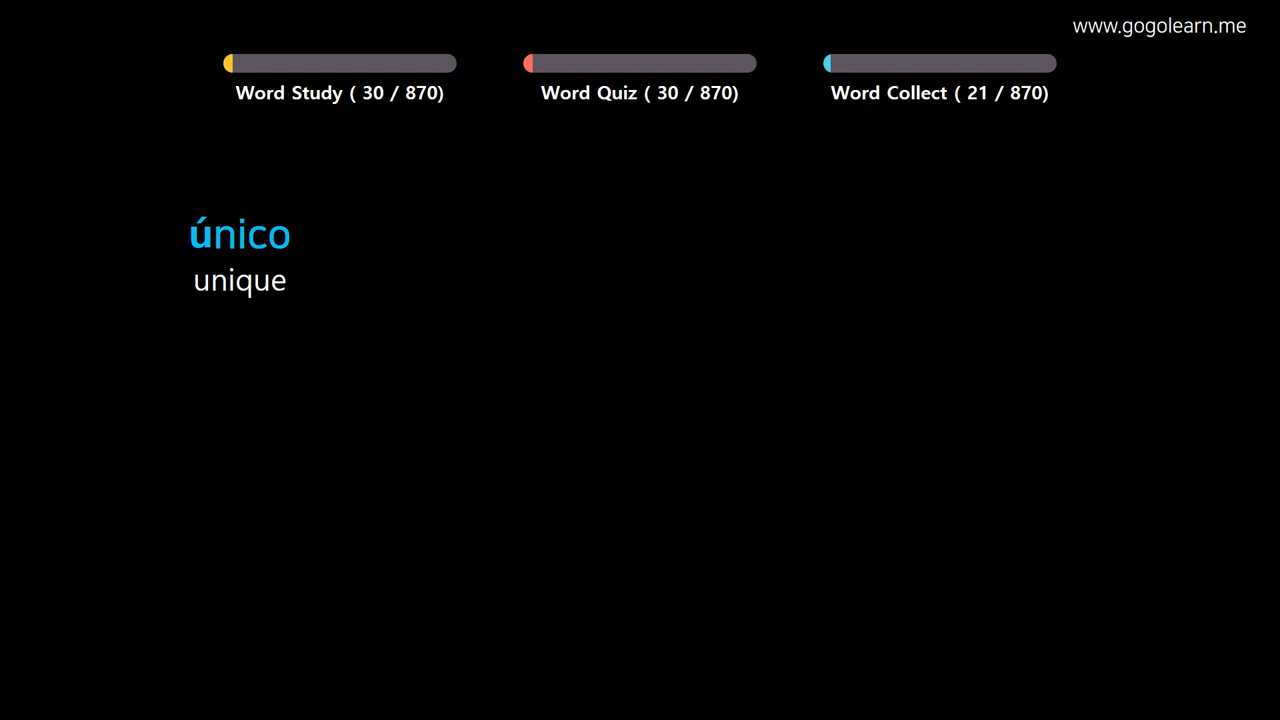 www.gogolearn.me
Word Study ( 30 / 870)
Word Quiz ( 30 / 870)
Word Collect ( 21 / 870)
único
unique